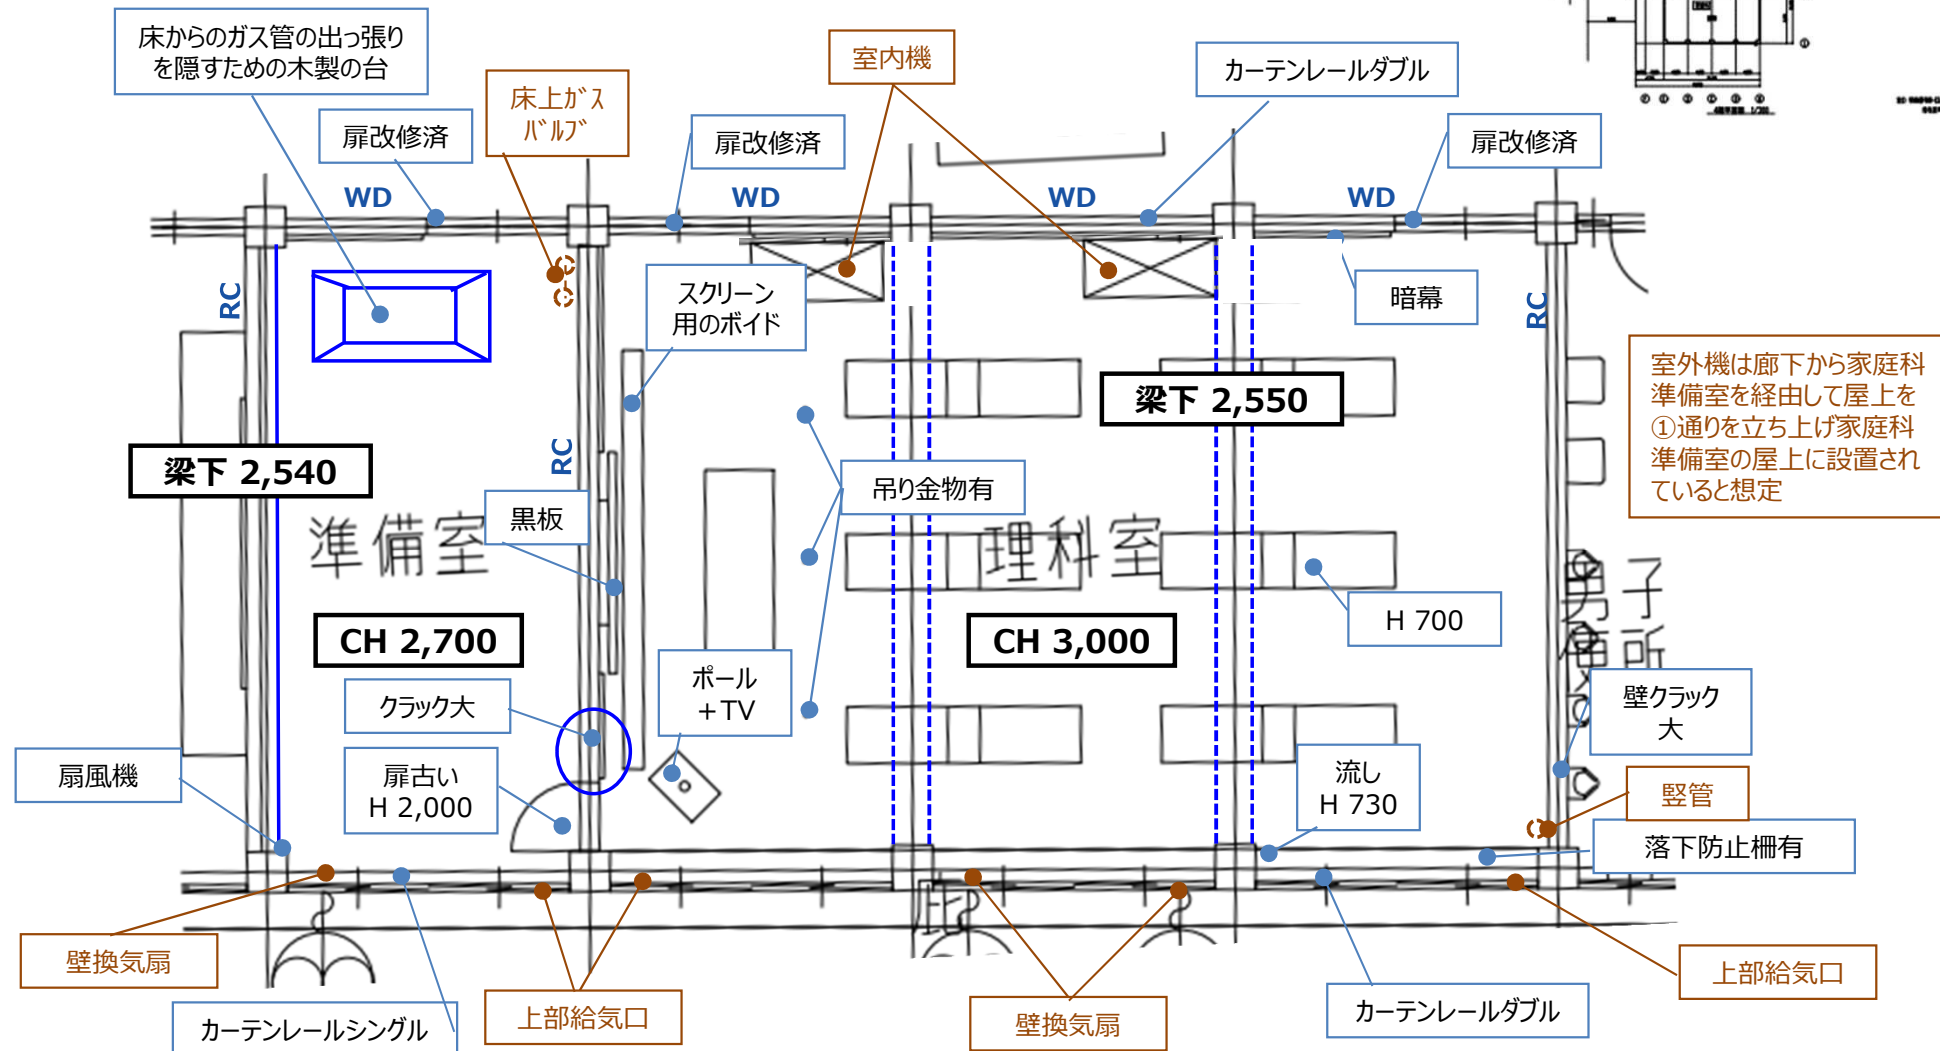 床からのガス管の出っ張り
を隠すための木製の台
扉改修済
床上ｶﾞｽ
ﾊﾞﾙﾌﾞ
扉改修済
室内機
カーテンレールダブル
扉改修済
WD
WD
WD
WD
RC
RC
RC
スクリーン
用のボイド
暗幕
室外機は廊下から家庭科
準備室を経由して屋上を
①通りを立ち上げ家庭科
準備室の屋上に設置され
ていると想定
梁下 2,540
梁下 2,550
吊り金物有
黒板
準備室
理科室
男子
便所
H 700
CH 2,700
CH 3,000
ポール
＋TV
クラック大
壁クラック
大
扇風機
扉古い
H 2,000
流し
H 730
竪管
落下防止柵有
庇
壁換気扇
カーテンレールシングル
上部給気口
壁換気扇
カーテンレールダブル
上部給気口